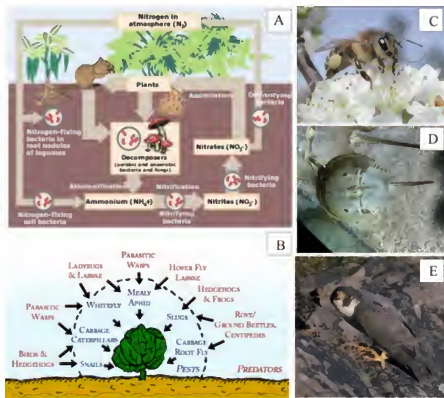 Nitrogen in
atmosphere (N₂)
A
Plants
Assimilation
Denitrifying
bacteria
Nitrogen-fixing
bacteria in
root nodules
of legumes
Decomposers
(aerobic and anaerobic
bacteria and fungi)
Nitrates (NO₃⁻)
Ammonification
Nitrification
Nitrifying
bacteria
Ammonium (NH₄+)
Nitrifying
bacteria
Nitrites (NO₂⁻)
Nitrogen-fixing
soil bacteria
B
PARASITIC
WASPS
LADYBUGS
& LARVAE
HOVER FLY
LARVAE
HEDGEHOGS
& FROGS
PARASITIC
WASPS
WHITEFLY
MEALY
APHID
SLUGS
ROVE/
GROUND BEETLES,
CENTIPEDES
CABBAGE
CATERPILLARS
CABBAGE
ROOT FLY
BIRDS &
HEDGEHOGS
SNAILS
PESTS
PREDATORS
C
D
E